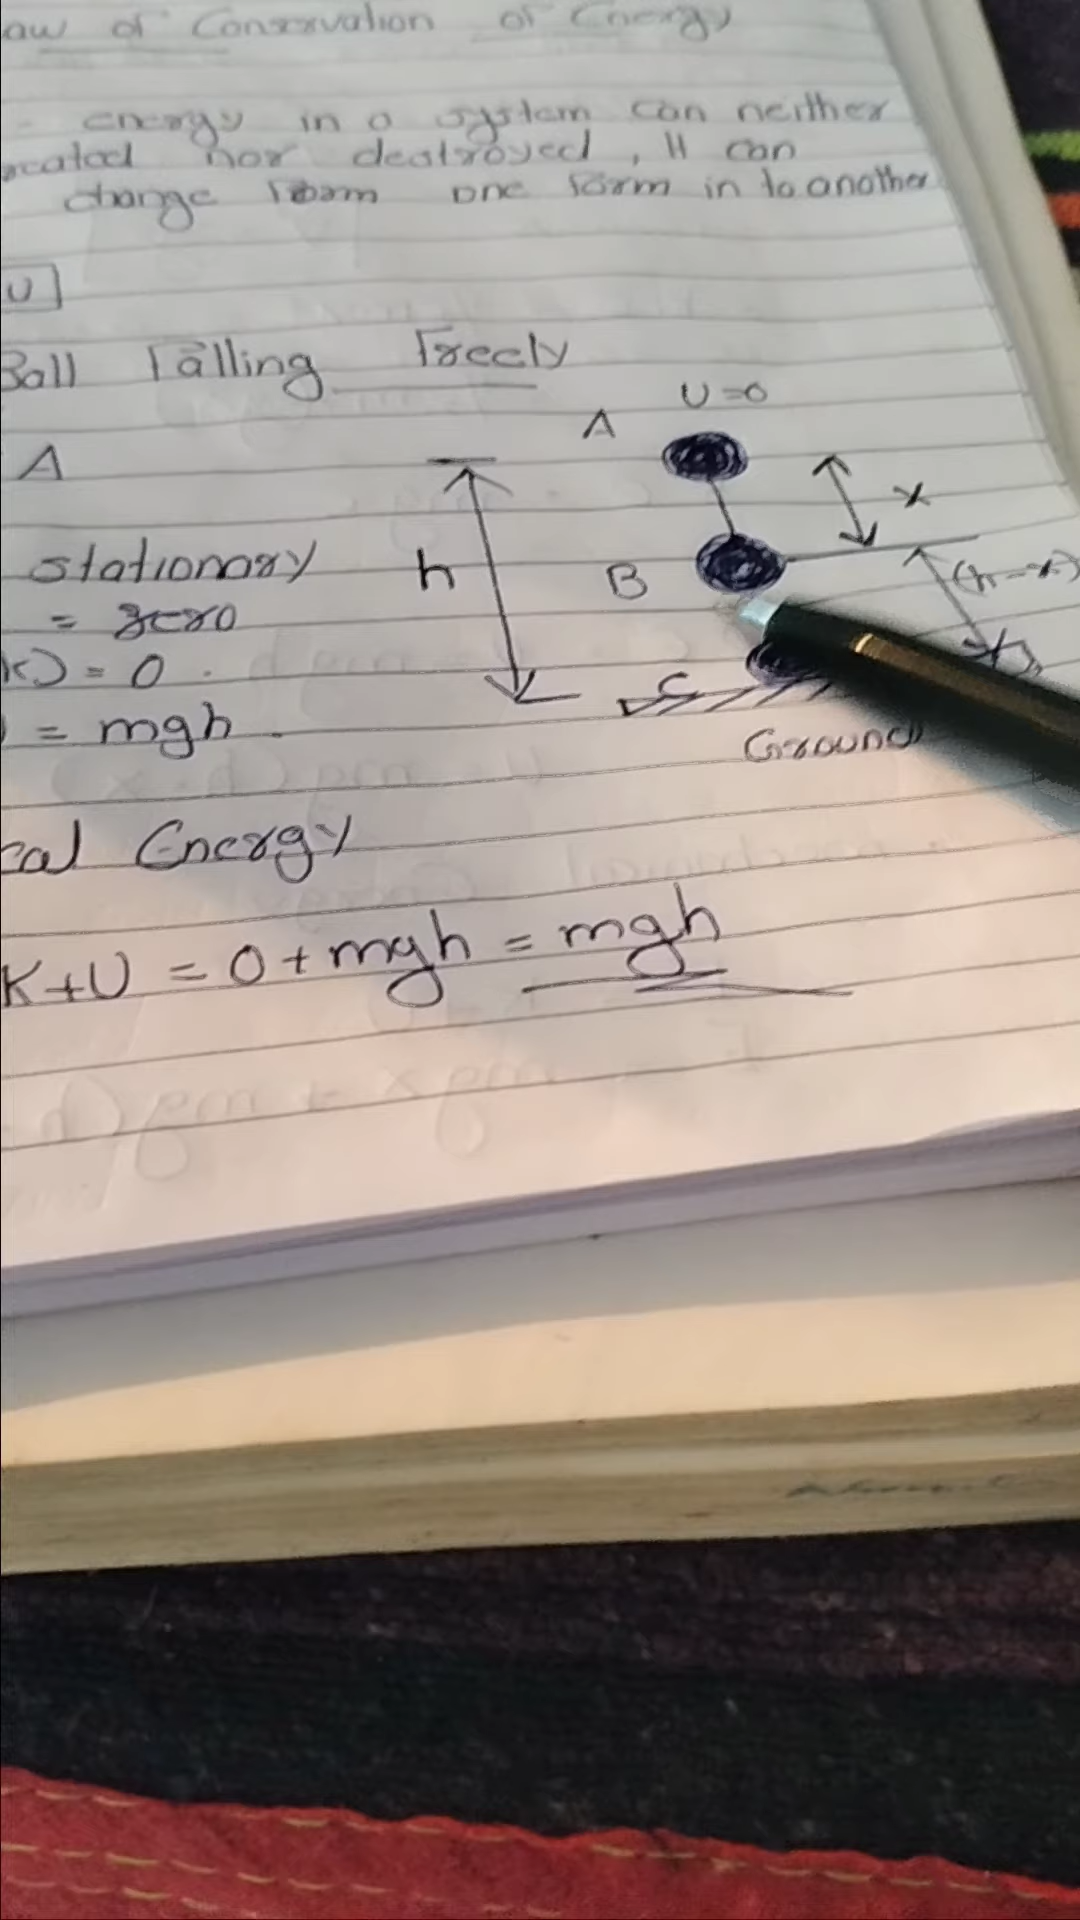 aw of Conservation of Energy
- energy in a system can neither
reated nor destroyed, It can
change form one form in to another
U
Ball Falling Freely
U=0
A
A
x
stationary
h
B
(h-x)
= zero
K) = 0
C
) = mgh
Ground
cal Energy
K+U = 0+mgh = mgh